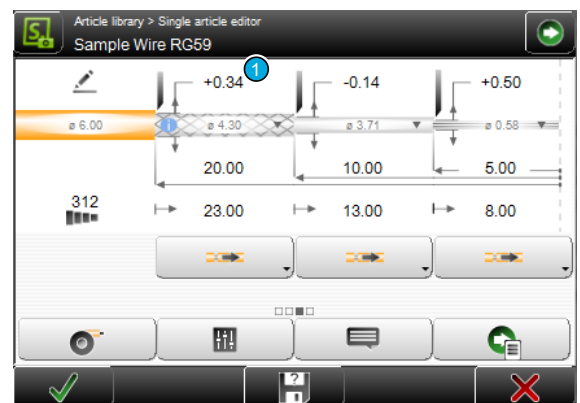 Article library > Single article editor
Sample Wire RG59
1
+0.34 -0.14 +0.50
ø 6.00 ø 4.30 ø 3.71 ø 0.58
20.00 10.00 5.00
312 23.00 13.00 8.00